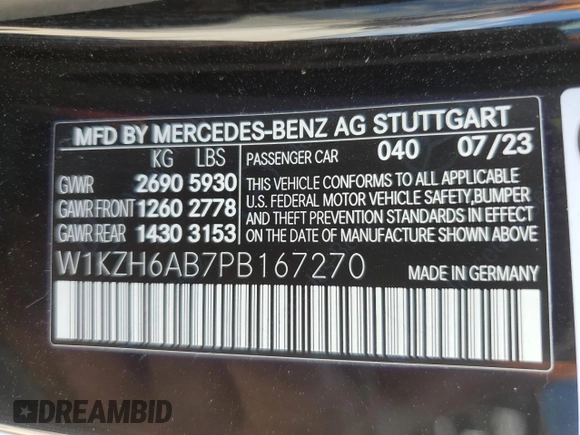 MFD BY MERCEDES-BENZ AG STUTTGART
KG LBS PASSENGER CAR 040 07/23
GVWR 2690 5930
GAWR FRONT 1260 2778
GAWR REAR 1430 3153
THIS VEHICLE CONFORMS TO ALL APPLICABLE
U.S. FEDERAL MOTOR VEHICLE SAFETY,BUMPER
AND THEFT PREVENTION STANDARDS IN EFFECT
ON THE DATE OF MANUFACTURE SHOWN ABOVE.
W1KZH6AB7PB167270 MADE IN GERMANY
DREAMBID